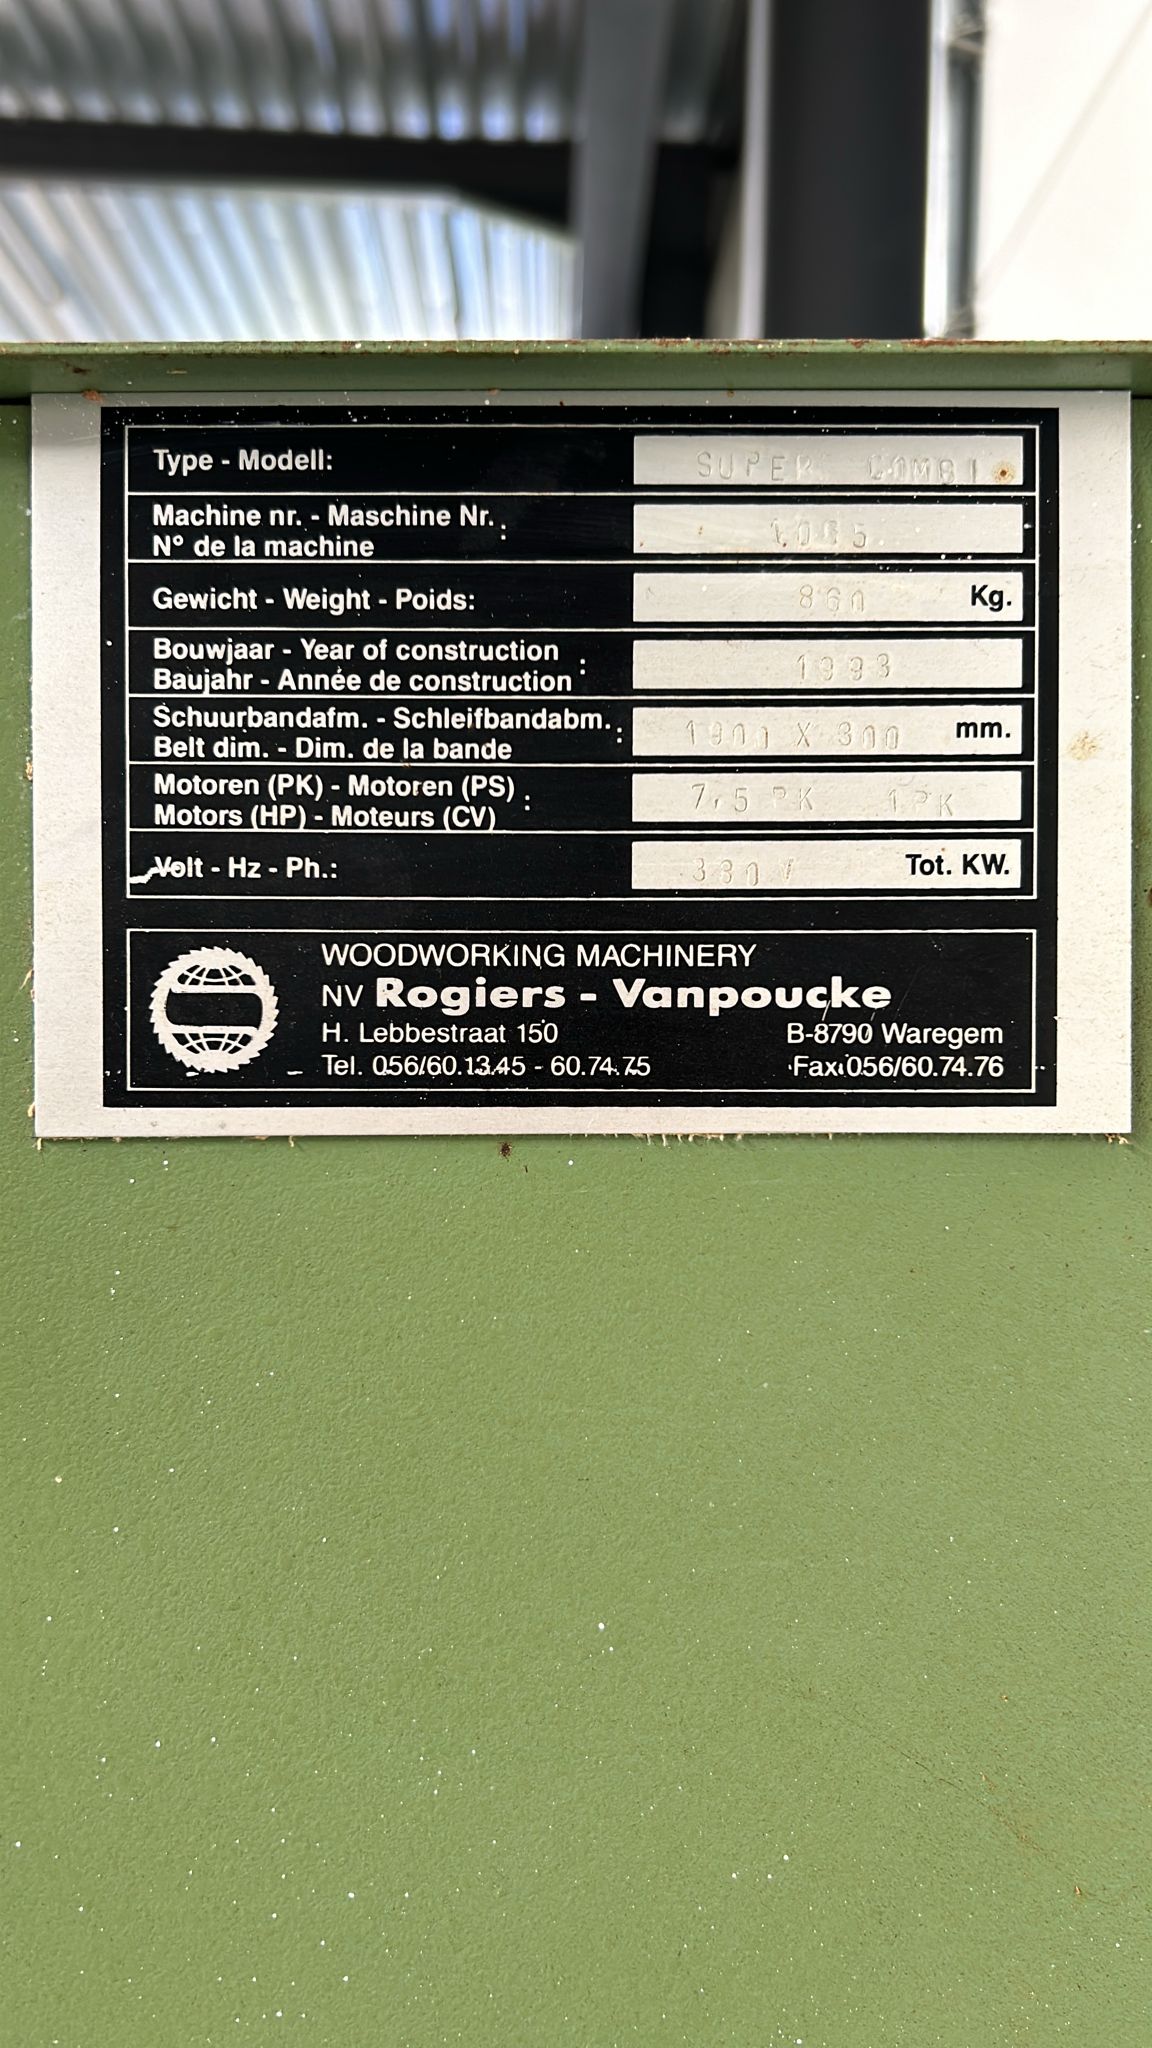 Type - Modell:
SUPER COMBI
Machine nr. - Maschine Nr. :
N° de la machine
Gewicht - Weight - Poids:
860 Kg.
Bouwjaar - Year of construction :
Baujahr - Année de construction
1993
Schuurbandafm. - Schleifbandabm. :
Belt dim. - Dim. de la bande
X 300 mm.
Motoren (PK) - Motoren (PS) :
Motors (HP) - Moteurs (CV)
7,5 PK 1PK
Volt - Hz - Ph.:
Tot. KW.
WOODWORKING MACHINERY
NV Rogiers - Vanpoucke
H. Lebbestraat 150 B-8790 Waregem
Tel. 056/60.13.45 - 60.74.75 Fax.056/60.74.76